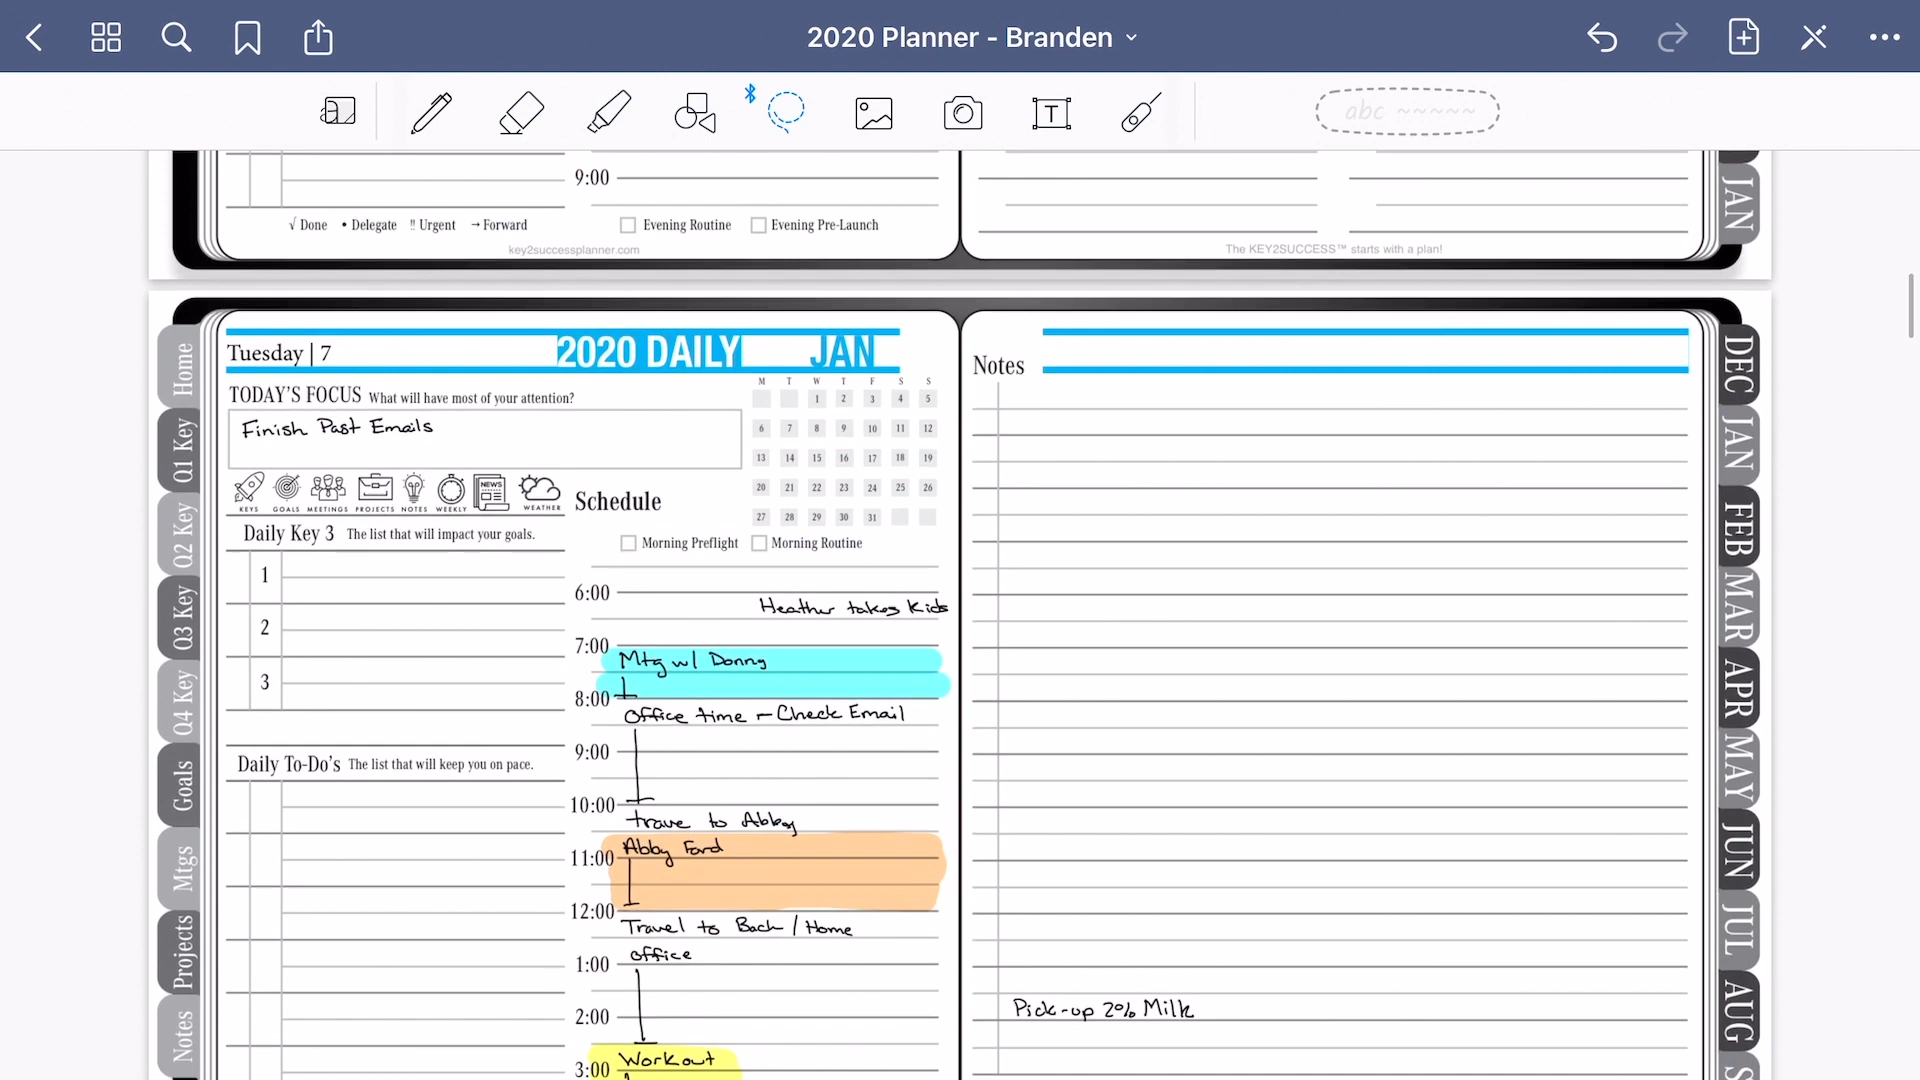 2020 Planner - Branden
abc
T
9:00
√ Done • Delegate !! Urgent → Forward
Evening Routine Evening Pre-Launch
key2successplanner.com
The KEY2SUCCESS™ starts with a plan!
JAN
Tuesday | 7
2020 DAILY JAN
TODAY'S FOCUS What will have most of your attention?
Finish Past Emails
M T W T F S S
1 2 3 4 5
6 7 8 9 10 11 12
13 14 15 16 17 18 19
20 21 22 23 24 25 26
27 28 29 30 31
NEWS
KEYS GOALS MEETINGS PROJECTS NOTES WEEKLY WEATHER
Schedule
Daily Key 3 The list that will impact your goals.
1
2
3
Daily To-Do's The list that will keep you on pace.
Morning Preflight Morning Routine
6:00
Heather takes Kids
7:00
Mtg w/ Donny
8:00
Office time - Check Email
9:00
10:00
trave to Abbey
Abby Ford
11:00
12:00
Travel to Back / Home
office
1:00
2:00
Workout
3:00
Notes
Pick-up 2% Milk
Home
Q1 Key
Q2 Key
Q3 Key
Q4 Key
Goals
Mtgs
Projects
Notes
DEC
JAN
FEB
MAR
APR
MAY
JUN
JUL
AUG
S